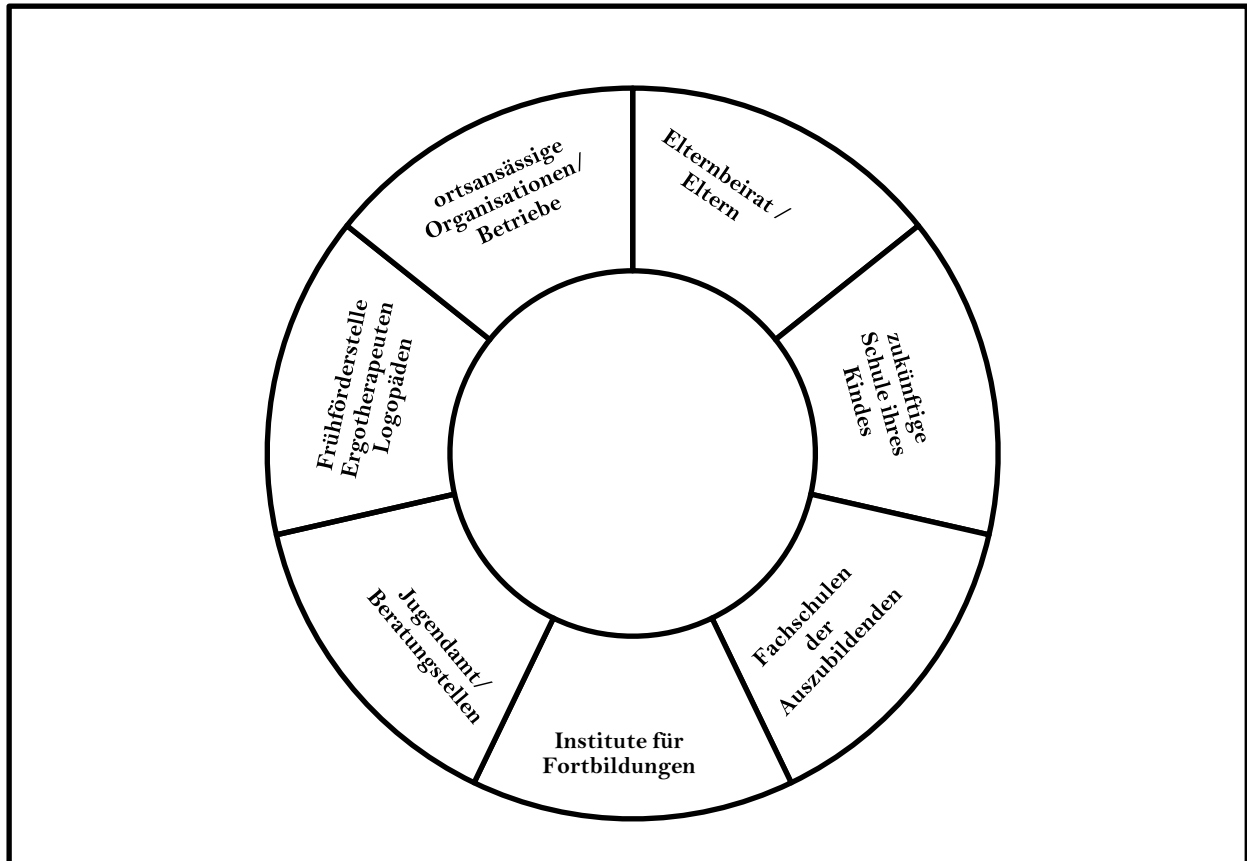 Elternbeirat /
Eltern
zukünftige
Schule ihres
Kindes
Fachschulen
der
Auszubildenden
Institute für
Fortbildungen
Jugendamt/
Beratungstellen
Frühförderstelle
Ergotherapeuten
Logopäden
ortsansässige
Organisationen/
Betriebe